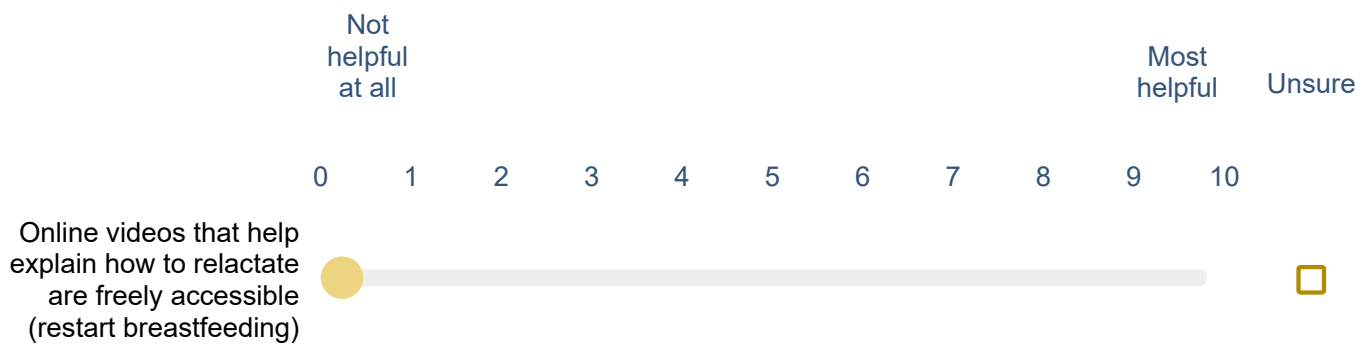 Not
helpful
at all
Most
helpful
Unsure
0 1 2 3 4 5 6 7 8 9 10
Online videos that help
explain how to relactate
are freely accessible
(restart breastfeeding)